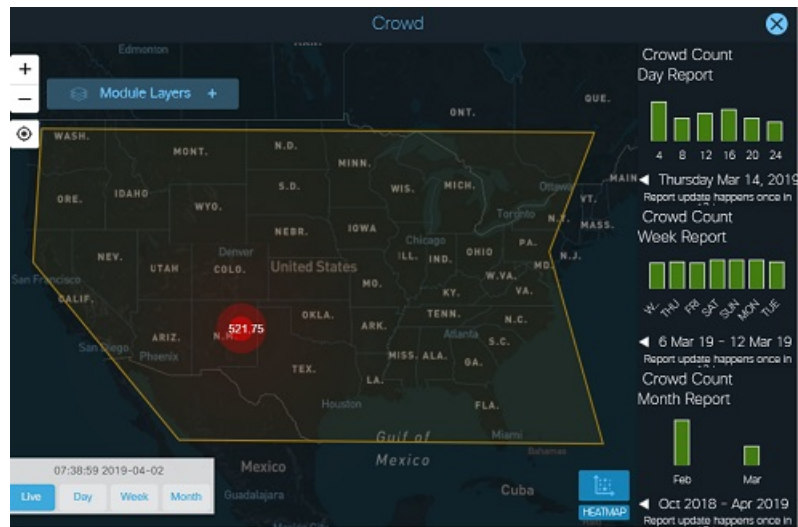 Crowd
Edmonton
+
Module Layers +
−
ONT.
QUE.
WASH.
MONT.
N.D.
MINN.
ORE.
IDAHO
S.D.
WIS.
MICH.
Ottawa
MAIN
WYO.
Toronto
N.Y.
VT.
MASS.
NEBR.
IOWA
Chicago
NEV.
UTAH
Denver
COLO.
United States
ILL.
IND.
OHIO
PA.
N.J.
MD.
San Francisco
CALIF.
MO.
W.VA.
KY.
VA.
521.75
OKLA.
TENN.
N.C.
ARIZ.
N.M.
ARK.
Atlanta
S.C.
San Diego
Phoenix
MISS.
ALA.
GA.
TEX.
LA.
Houston
FLA.
Gulf of
Mexico
Miami
Bahamas
Mexico
Guadalajara
Cuba
Mexico City
07:38:59 2019-04-02
Live
Day
Week
Month
HEATMAP
Crowd Count
Day Report
4 8 12 16 20 24
Thursday Mar 14, 2019
Report update happens once in
Crowd Count
Week Report
W.. THU FRI SAT SUN MON TUE
6 Mar 19 - 12 Mar 19
Report update happens once in
Crowd Count
Month Report
Feb Mar
Oct 2018 - Apr 2019
Report update happens once in